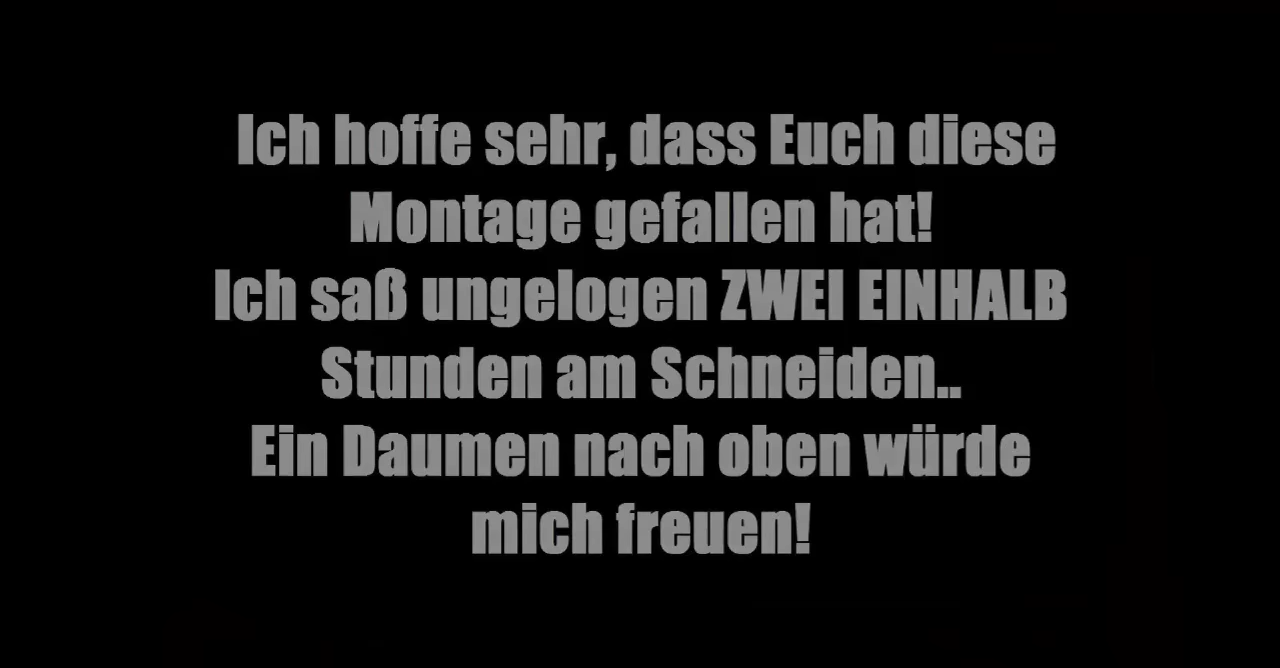 Ich hoffe sehr, dass Euch diese
Montage gefallen hat!
Ich saß ungelogen ZWEI EINHALB
Stunden am Schneiden..
Ein Daumen nach oben würde
mich freuen!